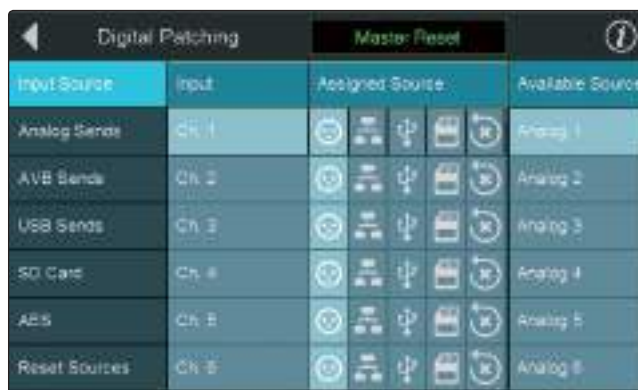 Digital Patching Master Reset
Input Source Input Assigned Source Available Source
Analog Sends Ch. 1 Analog 1
AVB Sends Ch. 2 Analog 2
USB Sends Ch. 3 Analog 3
SD Card Ch. 4 Analog 4
AES Ch. 5 Analog 5
Reset Sources Ch. 6 Analog 6